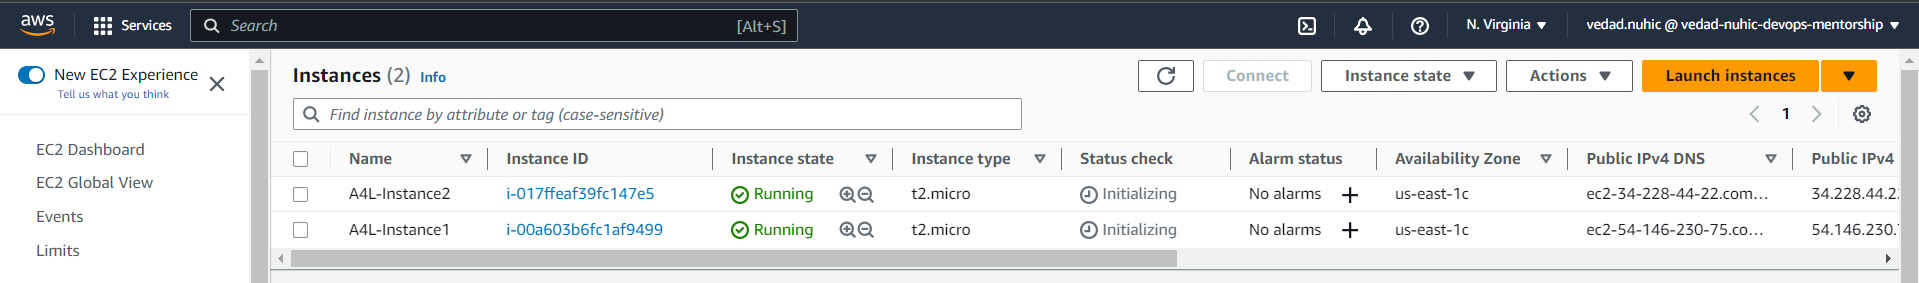 aws Services Search [Alt+S] N. Virginia vedad.nuhic @ vedad-nuhic-devops-mentorship
New EC2 Experience
Tell us what you think
EC2 Dashboard
EC2 Global View
Events
Limits
Instances (2) Info Connect Instance state Actions Launch instances
Find instance by attribute or tag (case-sensitive) 1
Name Instance ID Instance state Instance type Status check Alarm status Availability Zone Public IPv4 DNS Public IPv4
A4L-Instance2 i-017ffeaf39fc147e5 Running t2.micro Initializing No alarms + us-east-1c ec2-34-228-44-22.com... 34.228.44.2
A4L-Instance1 i-00a603b6fc1af9499 Running t2.micro Initializing No alarms + us-east-1c ec2-54-146-230-75.co... 54.146.230.